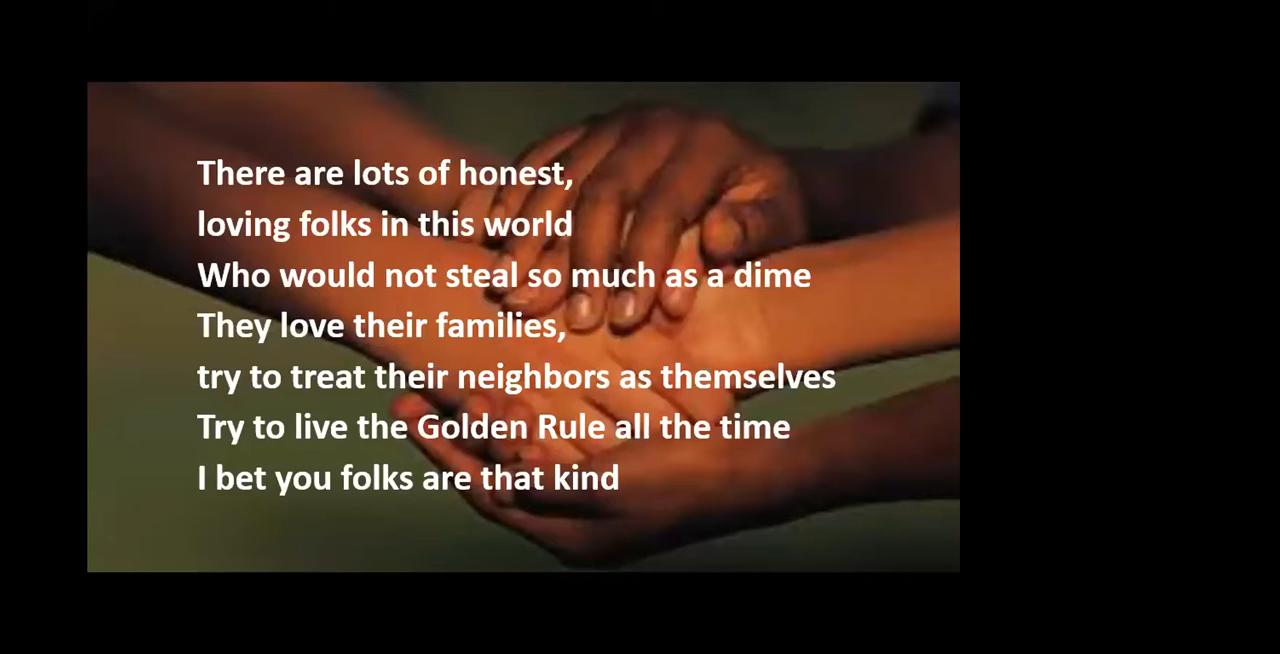 There are lots of honest,
loving folks in this world
Who would not steal so much as a dime
They love their families,
try to treat their neighbors as themselves
Try to live the Golden Rule all the time
I bet you folks are that kind